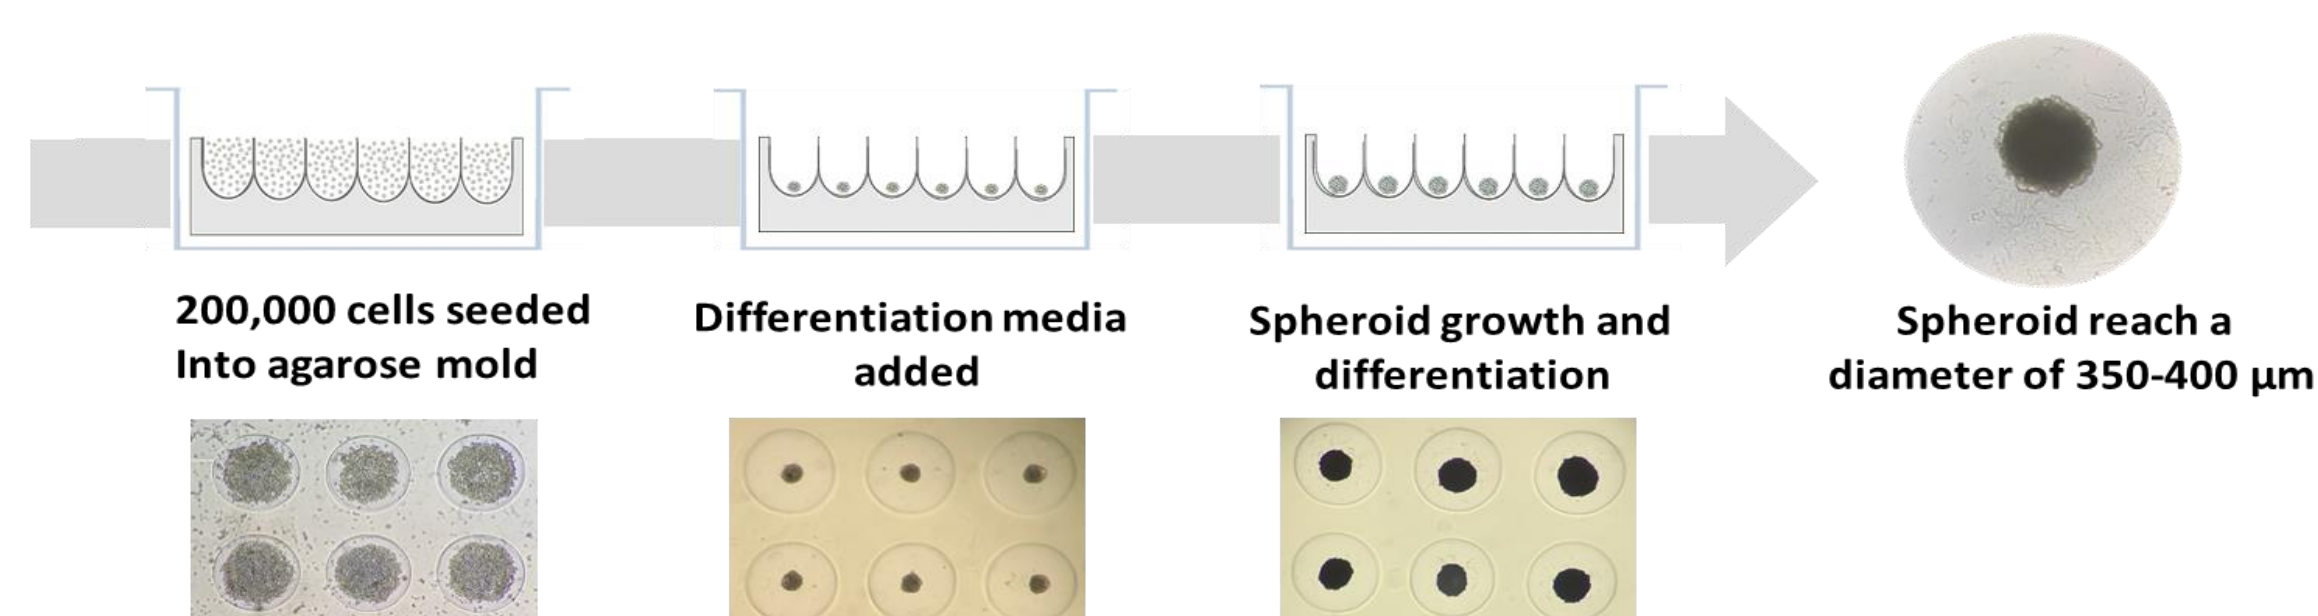 200,000 cells seeded
Into agarose mold
Differentiation media
added
Spheroid growth and
differentiation
Spheroid reach a
diameter of 350-400 µm